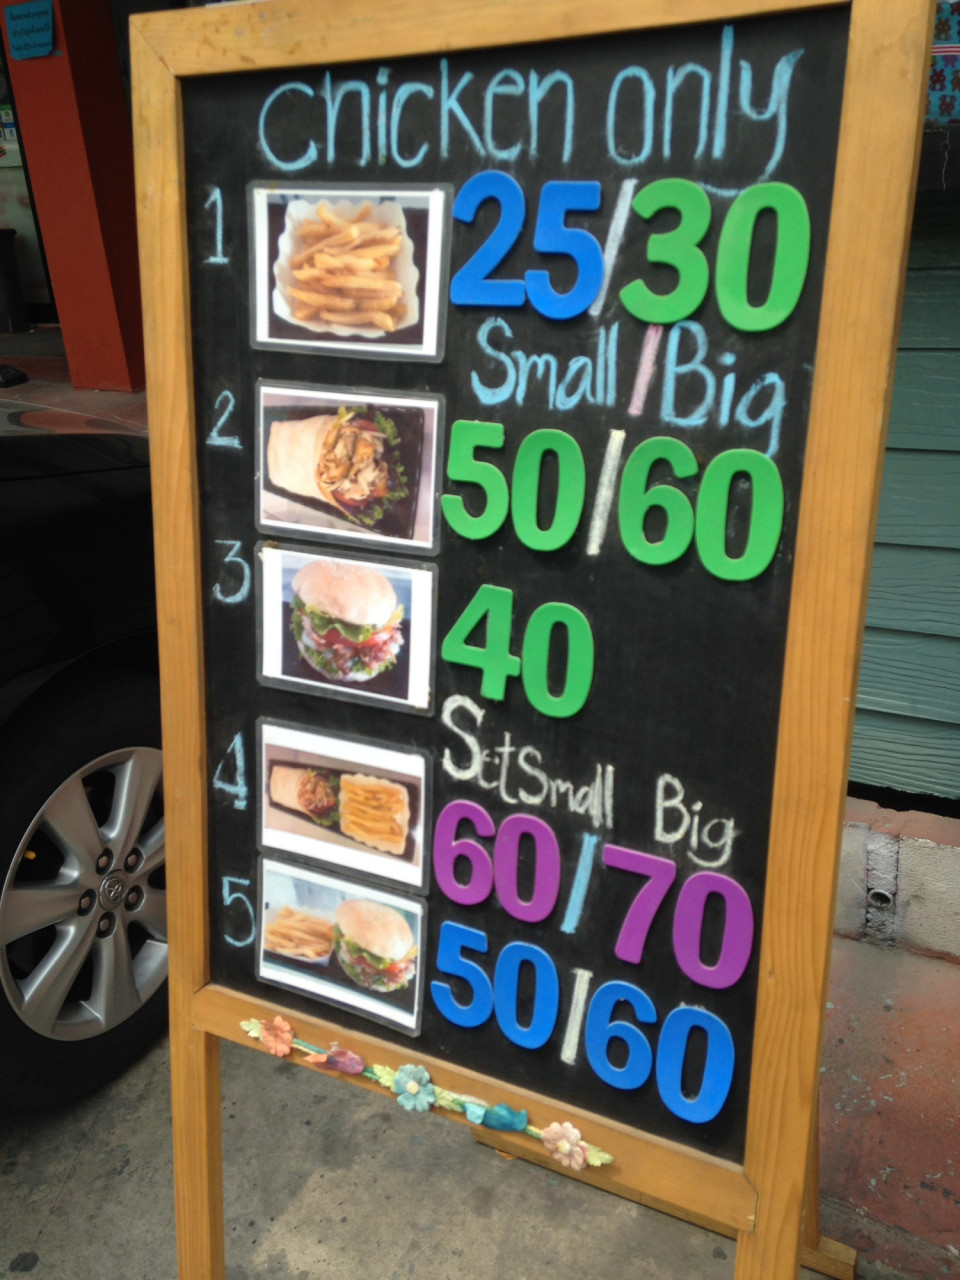 chicken only
1 25/30
Small/Big
2 50/60
3 40
Set Small Big
4 60/70
5 50/60